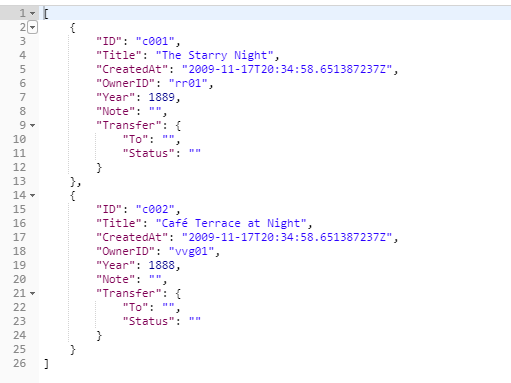 1 [
2 {
3 "ID": "c001",
4 "Title": "The Starry Night",
5 "CreatedAt": "2009-11-17T20:34:58.651387237Z",
6 "OwnerID": "rr01",
7 "Year": 1889,
8 "Note": "",
9 "Transfer": {
10 "To": "",
11 "Status": ""
12 }
13 },
14 {
15 "ID": "c002",
16 "Title": "Café Terrace at Night",
17 "CreatedAt": "2009-11-17T20:34:58.651387237Z",
18 "OwnerID": "vvg01",
19 "Year": 1888,
20 "Note": "",
21 "Transfer": {
22 "To": "",
23 "Status": ""
24 }
25 }
26 ]